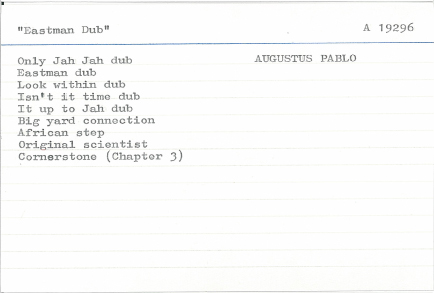 "Eastman Dub" A 19296
Only Jah Jah dub AUGUSTUS PABLO
Eastman dub
Look within dub
Isn't it time dub
It up to Jah dub
Big yard connection
African step
Original scientist
Cornerstone (Chapter 3)